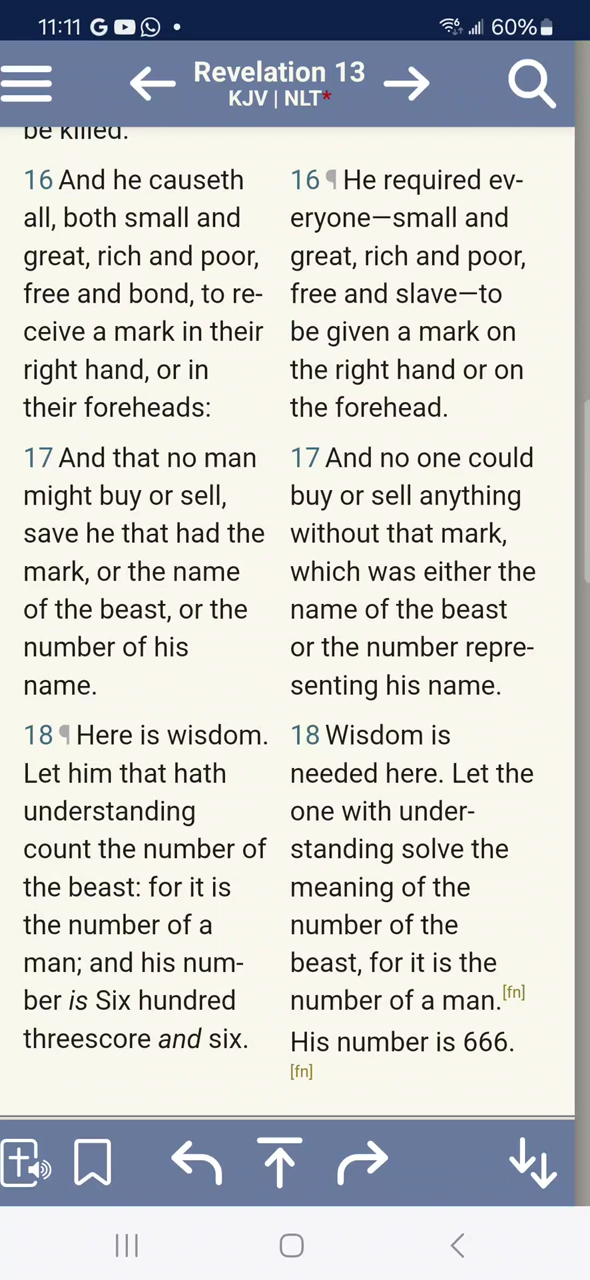 11:11 G 60%
Revelation 13
KJV | NLT*
be killed.
16 And he causeth
all, both small and
great, rich and poor,
free and bond, to re-
ceive a mark in their
right hand, or in
their foreheads:
17 And that no man
might buy or sell,
save he that had the
mark, or the name
of the beast, or the
number of his
name.
18 ¶ Here is wisdom.
Let him that hath
understanding
count the number of
the beast: for it is
the number of a
man; and his num-
ber is Six hundred
threescore and six.
16 ¶ He required ev-
eryone—small and
great, rich and poor,
free and slave—to
be given a mark on
the right hand or on
the forehead.
17 And no one could
buy or sell anything
without that mark,
which was either the
name of the beast
or the number repre-
senting his name.
18 Wisdom is
needed here. Let the
one with under-
standing solve the
meaning of the
number of the
beast, for it is the
number of a man.[fn]
His number is 666.
[fn]